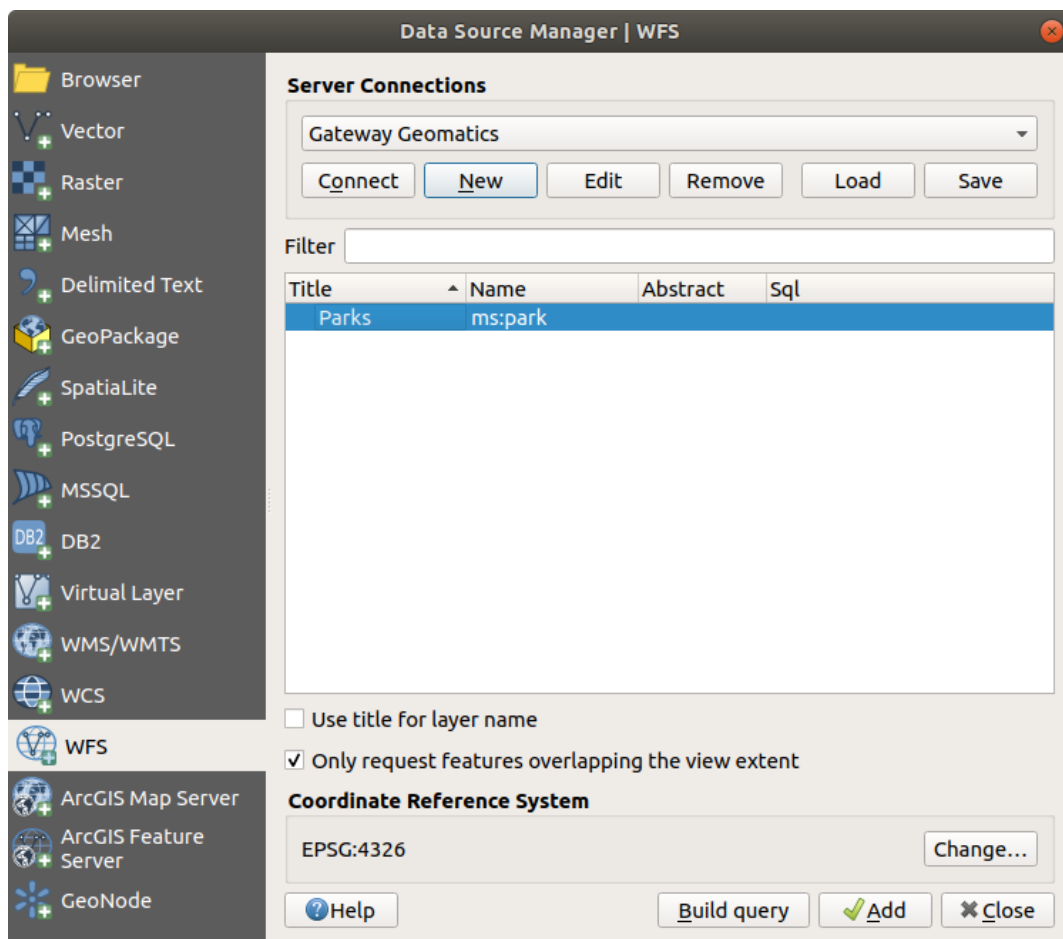 Data Source Manager | WFS
Browser
Vector
Raster
Mesh
Delimited Text
GeoPackage
SpatiaLite
PostgreSQL
MSSQL
DB2
DB2
Virtual Layer
WMS/WMTS
WCS
WFS
ArcGIS Map Server
ArcGIS Feature
Server
GeoNode
Server Connections
Gateway Geomatics
Connect New Edit Remove Load Save
Filter
Title Name Abstract Sql
Parks ms:park
Use title for layer name
Only request features overlapping the view extent
Coordinate Reference System
EPSG:4326 Change...
?Help Build query Add Close